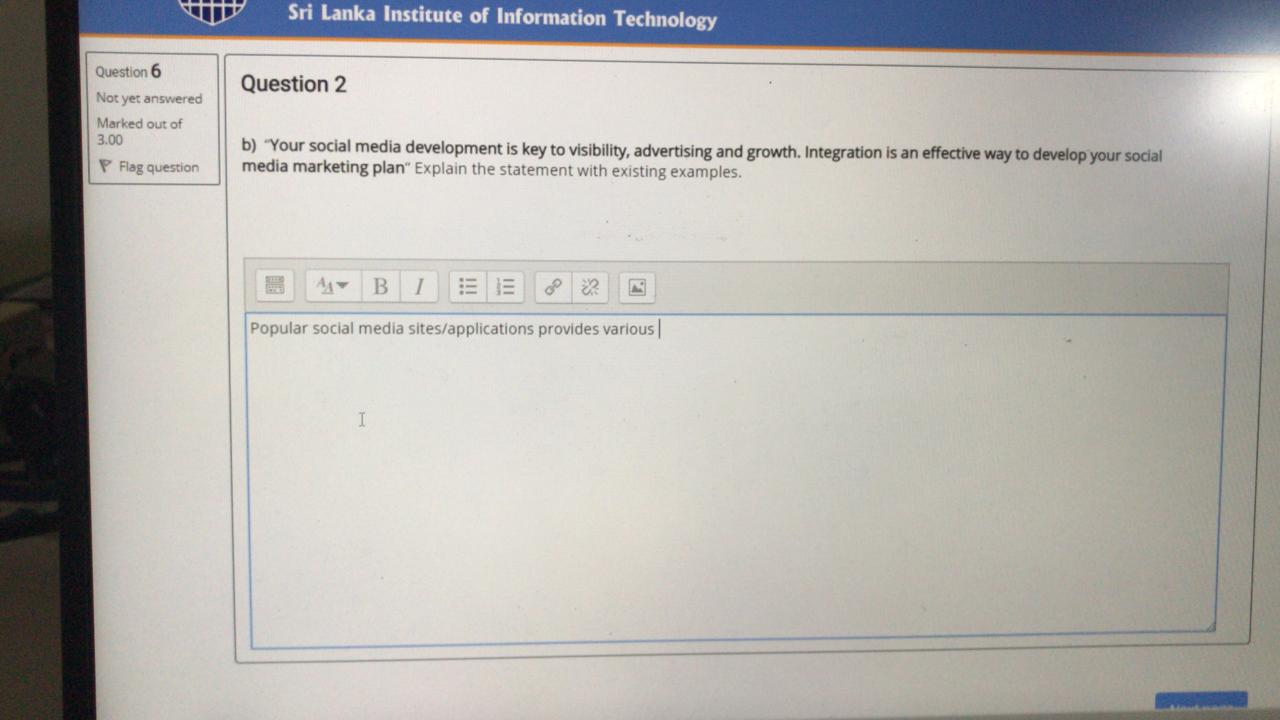 Sri Lanka Institute of Information Technology
Question 6
Not yet answered
Marked out of
3.00
Flag question
Question 2
b) "Your social media development is key to visibility, advertising and growth. Integration is an effective way to develop your social
media marketing plan" Explain the statement with existing examples.
Popular social media sites/applications provides various